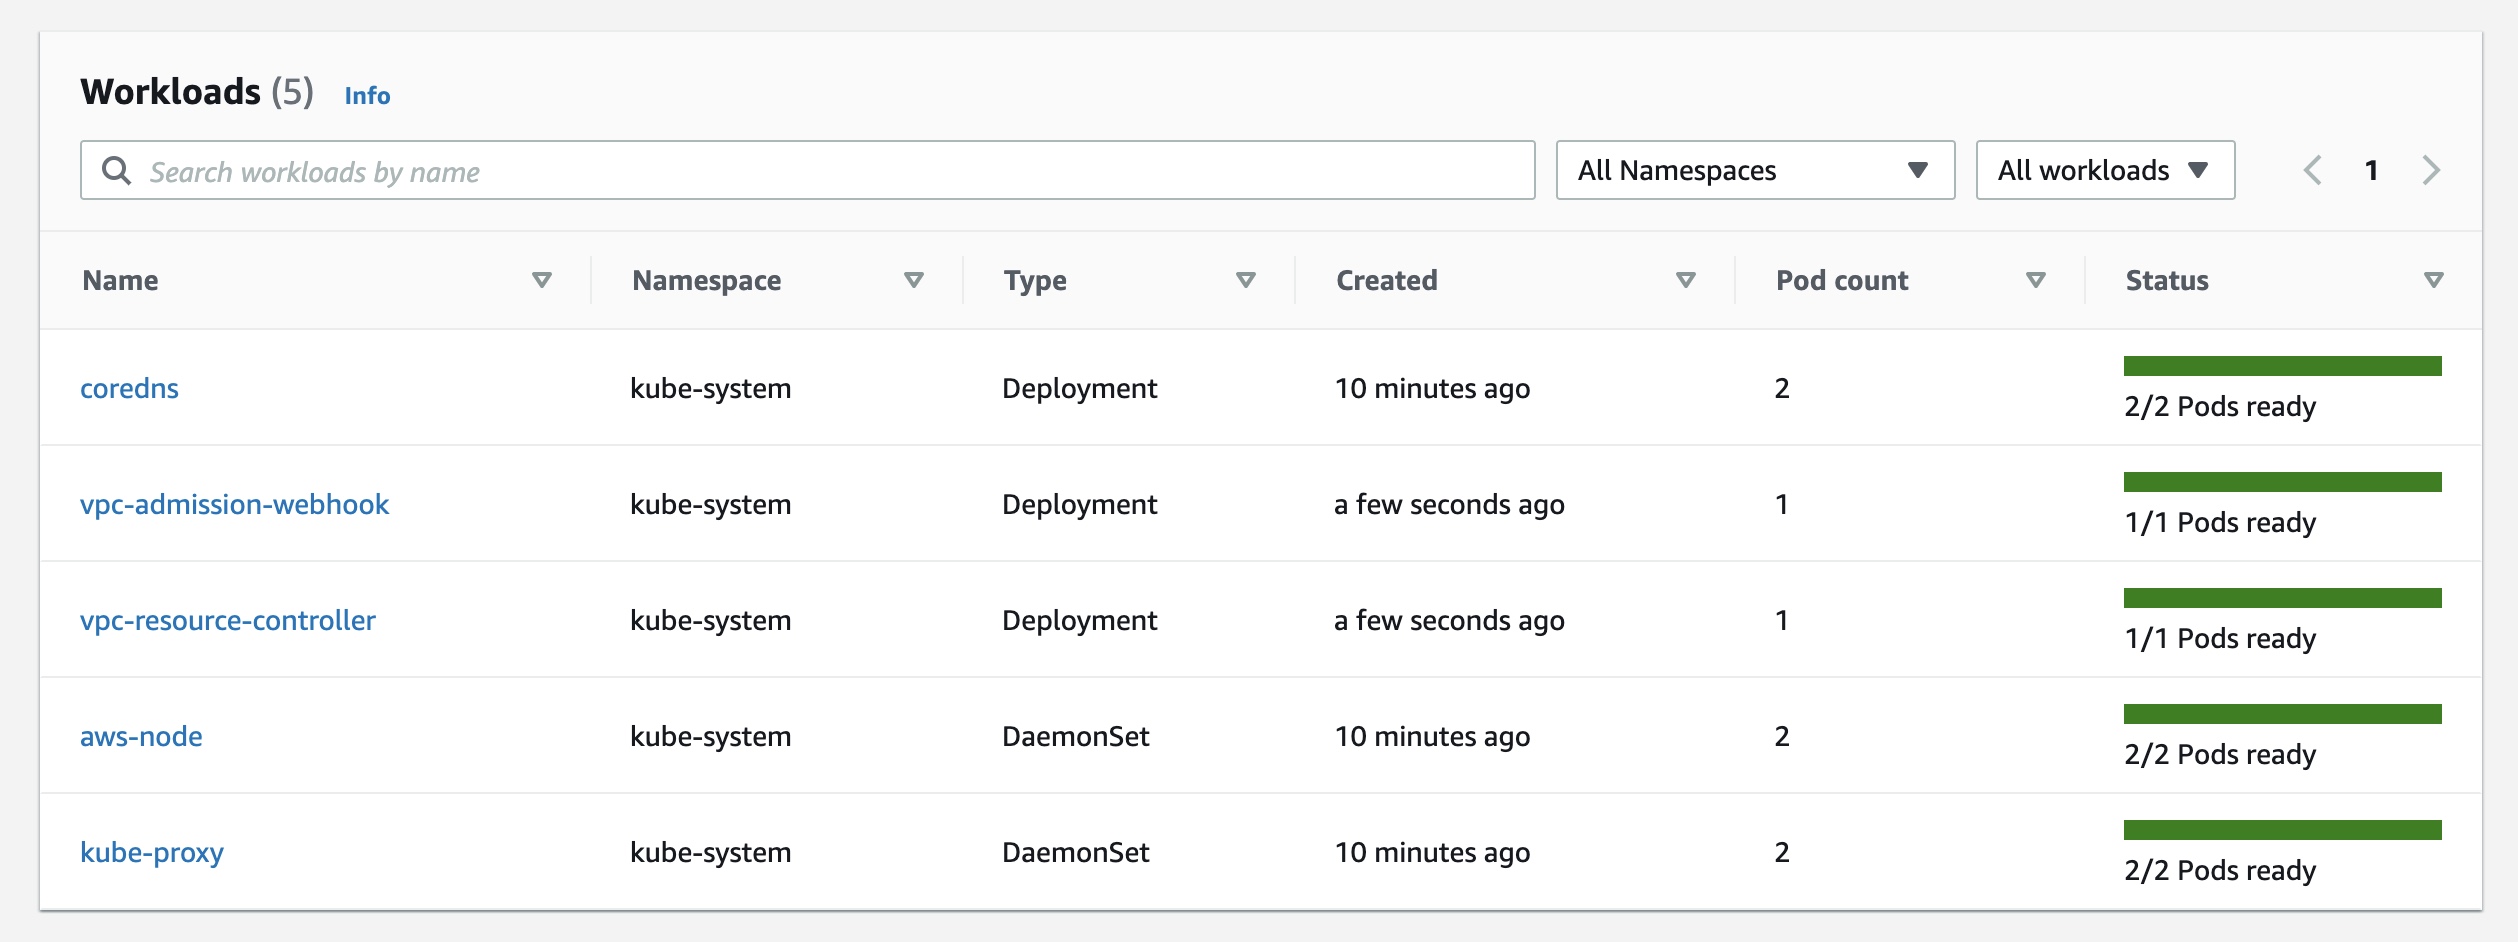 Workloads (5) Info
Search workloads by name All Namespaces All workloads 1
Name Namespace Type Created Pod count Status
coredns kube-system Deployment 10 minutes ago 2 2/2 Pods ready
vpc-admission-webhook kube-system Deployment a few seconds ago 1 1/1 Pods ready
vpc-resource-controller kube-system Deployment a few seconds ago 1 1/1 Pods ready
aws-node kube-system DaemonSet 10 minutes ago 2 2/2 Pods ready
kube-proxy kube-system DaemonSet 10 minutes ago 2 2/2 Pods ready